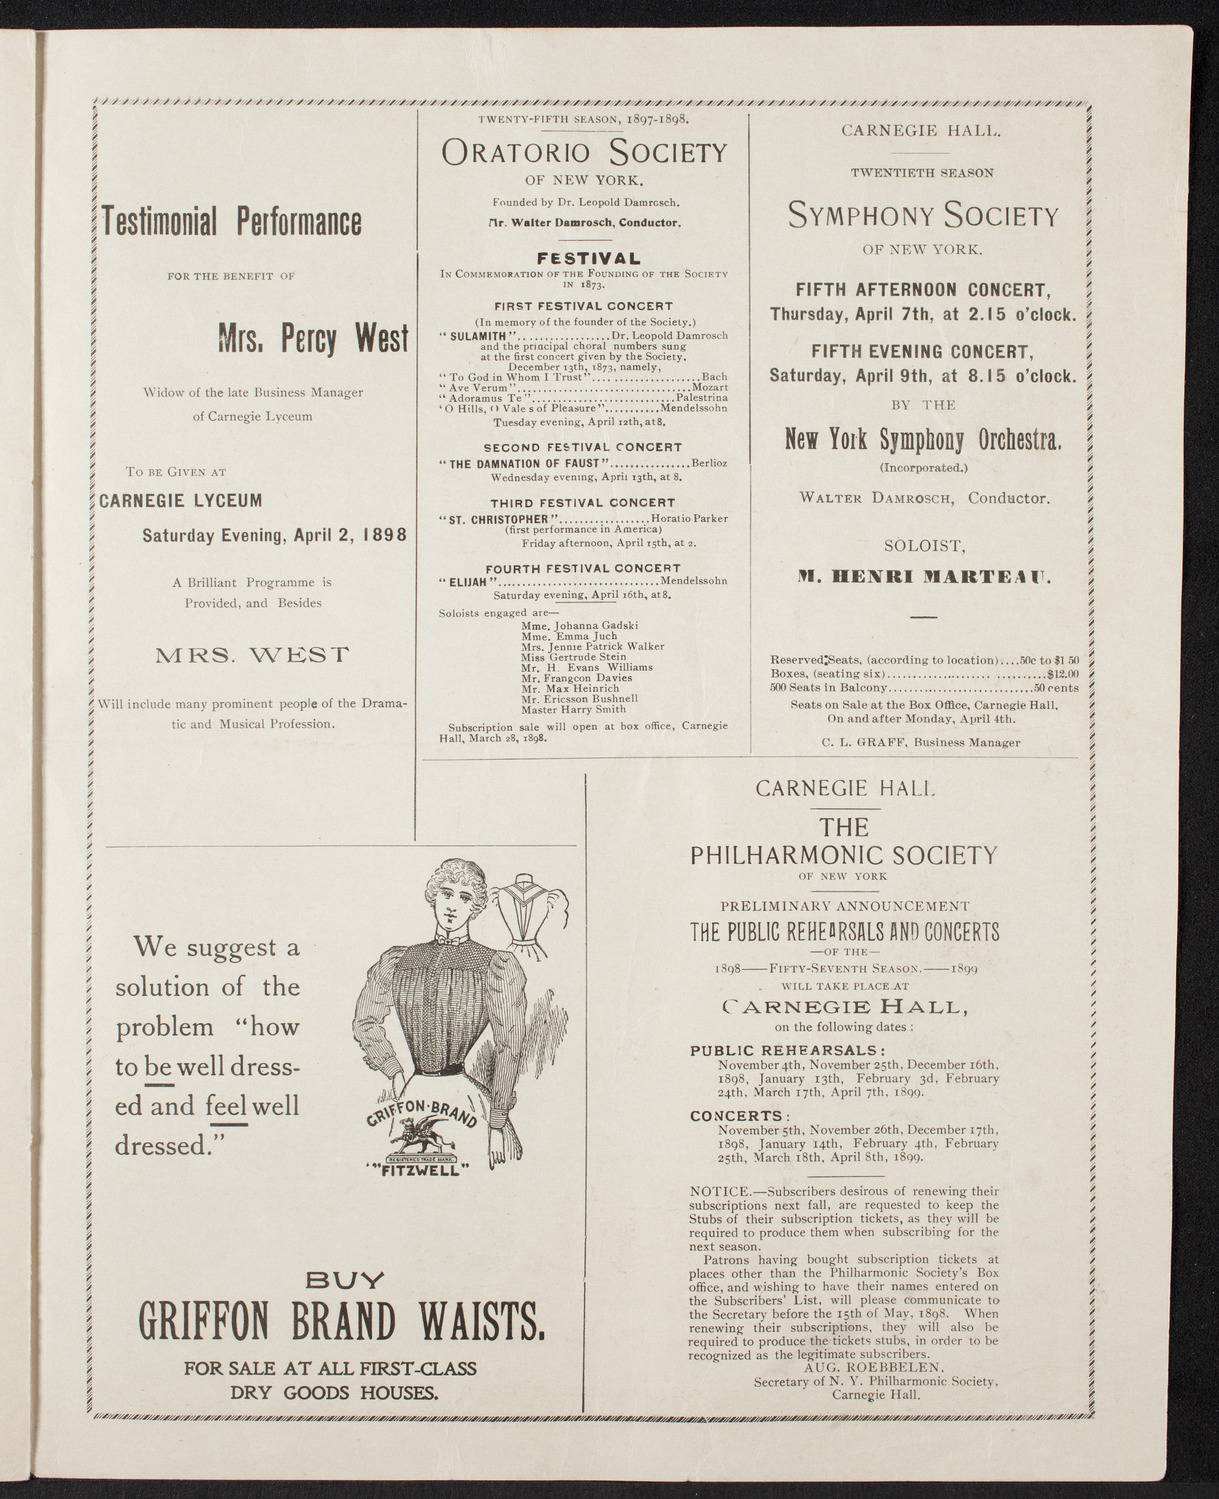 Testimonial Performance
FOR THE BENEFIT OF
Mrs. Percy West
Widow of the late Business Manager
of Carnegie Lyceum
TO BE GIVEN AT
CARNEGIE LYCEUM
Saturday Evening, April 2, 1898
A Brilliant Programme is
Provided, and Besides
MRS. WEST
Will include many prominent people of the Drama-
tic and Musical Profession.
TWENTY-FIFTH SEASON, 1897-1898.
ORATORIO SOCIETY
OF NEW YORK.
Founded by Dr. Leopold Damrosch.
Mr. Walter Damrosch, Conductor.
FESTIVAL
IN COMMEMORATION OF THE FOUNDING OF THE SOCIETY
IN 1873.
FIRST FESTIVAL CONCERT
(In memory of the founder of the Society.)
"SULAMITH"..................Dr. Leopold Damrosch
and the principal choral numbers sung
at the first concert given by the Society,
December 13th, 1873, namely,
"To God in Whom I Trust"......................Bach
"Ave Verum"....................................Mozart
"Adoramus Te"..............................Palestrina
'O Hills, O Vales of Pleasure"...........Mendelssohn
Tuesday evening, April 12th, at 8.
SECOND FESTIVAL CONCERT
"THE DAMNATION OF FAUST"................Berlioz
Wednesday evening, April 13th, at 8.
THIRD FESTIVAL CONCERT
"ST. CHRISTOPHER"..................Horatio Parker
(first performance in America)
Friday afternoon, April 15th, at 2.
FOURTH FESTIVAL CONCERT
"ELIJAH"..................................Mendelssohn
Saturday evening, April 16th, at 8.
Soloists engaged are—
Mme. Johanna Gadski
Mme. Emma Juch
Mrs. Jennie Patrick Walker
Miss Gertrude Stein
Mr. H. Evans Williams
Mr. Frangcon Davies
Mr. Max Heinrich
Mr. Ericsson Bushnell
Master Harry Smith
Subscription sale will open at box office, Carnegie
Hall, March 28, 1898.
CARNEGIE HALL.
TWENTIETH SEASON
SYMPHONY SOCIETY
OF NEW YORK.
FIFTH AFTERNOON CONCERT,
Thursday, April 7th, at 2.15 o'clock.
FIFTH EVENING CONCERT,
Saturday, April 9th, at 8.15 o'clock.
BY THE
New York Symphony Orchestra.
(Incorporated.)
WALTER DAMROSCH, Conductor.
SOLOIST,
M. HENRI MARTEAU.
Reserved Seats, (according to location)....50c to $1 50
Boxes, (seating six)..............................$12.00
500 Seats in Balcony..............................50 cents
Seats on Sale at the Box Office, Carnegie Hall,
On and after Monday, April 4th.
C. L. GRAFF, Business Manager
We suggest a
solution of the
problem "how
to be well dress-
ed and feel well
dressed."
GRIFFON·BRAND
REGISTERED TRADE MARK
"FITZWELL"
BUY
GRIFFON BRAND WAISTS.
FOR SALE AT ALL FIRST-CLASS
DRY GOODS HOUSES.
CARNEGIE HALL
THE
PHILHARMONIC SOCIETY
OF NEW YORK
PRELIMINARY ANNOUNCEMENT
THE PUBLIC REHEARSALS AND CONCERTS
—OF THE—
1898——FIFTY-SEVENTH SEASON.——1899
WILL TAKE PLACE AT
CARNEGIE HALL,
on the following dates:
PUBLIC REHEARSALS:
November 4th, November 25th, December 16th,
1898, January 13th, February 3d, February
24th, March 17th, April 7th, 1899.
CONCERTS:
November 5th, November 26th, December 17th,
1898, January 14th, February 4th, February
25th, March 18th, April 8th, 1899.
NOTICE.—Subscribers desirous of renewing their
subscriptions next fall, are requested to keep the
Stubs of their subscription tickets, as they will be
required to produce them when subscribing for the
next season.
Patrons having bought subscription tickets at
places other than the Philharmonic Society's Box
office, and wishing to have their names entered on
the Subscribers' List, will please communicate to
the Secretary before the 15th of May, 1898. When
renewing their subscriptions, they will also be
required to produce the tickets stubs, in order to be
recognized as the legitimate subscribers.
AUG. ROEBBELEN,
Secretary of N. Y. Philharmonic Society,
Carnegie Hall.